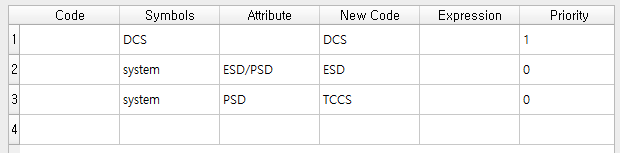 Code Symbols Attribute New Code Expression Priority
1 DCS DCS 1
2 system ESD/PSD ESD 0
3 system PSD TCCS 0
4